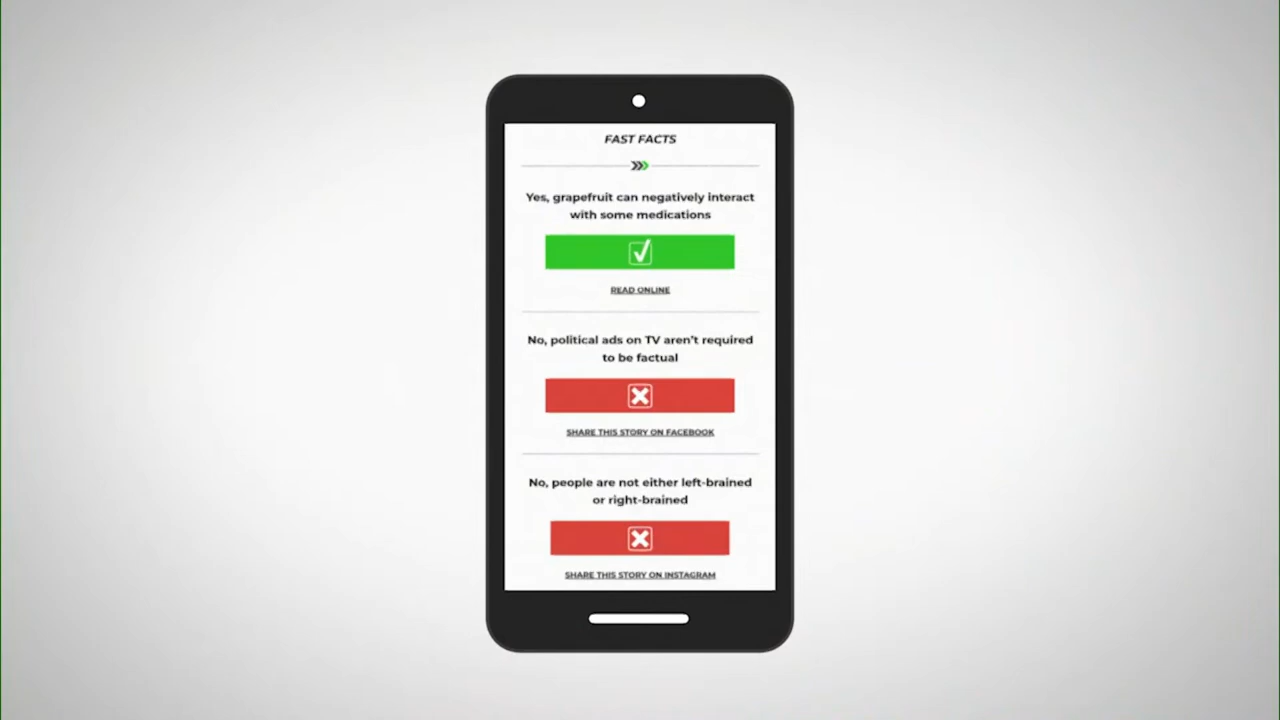 FAST FACTS
Yes, grapefruit can negatively interact
with some medications
READ ONLINE
No, political ads on TV aren't required
to be factual
SHARE THIS STORY ON FACEBOOK
No, people are not either left-brained
or right-brained
SHARE THIS STORY ON INSTAGRAM